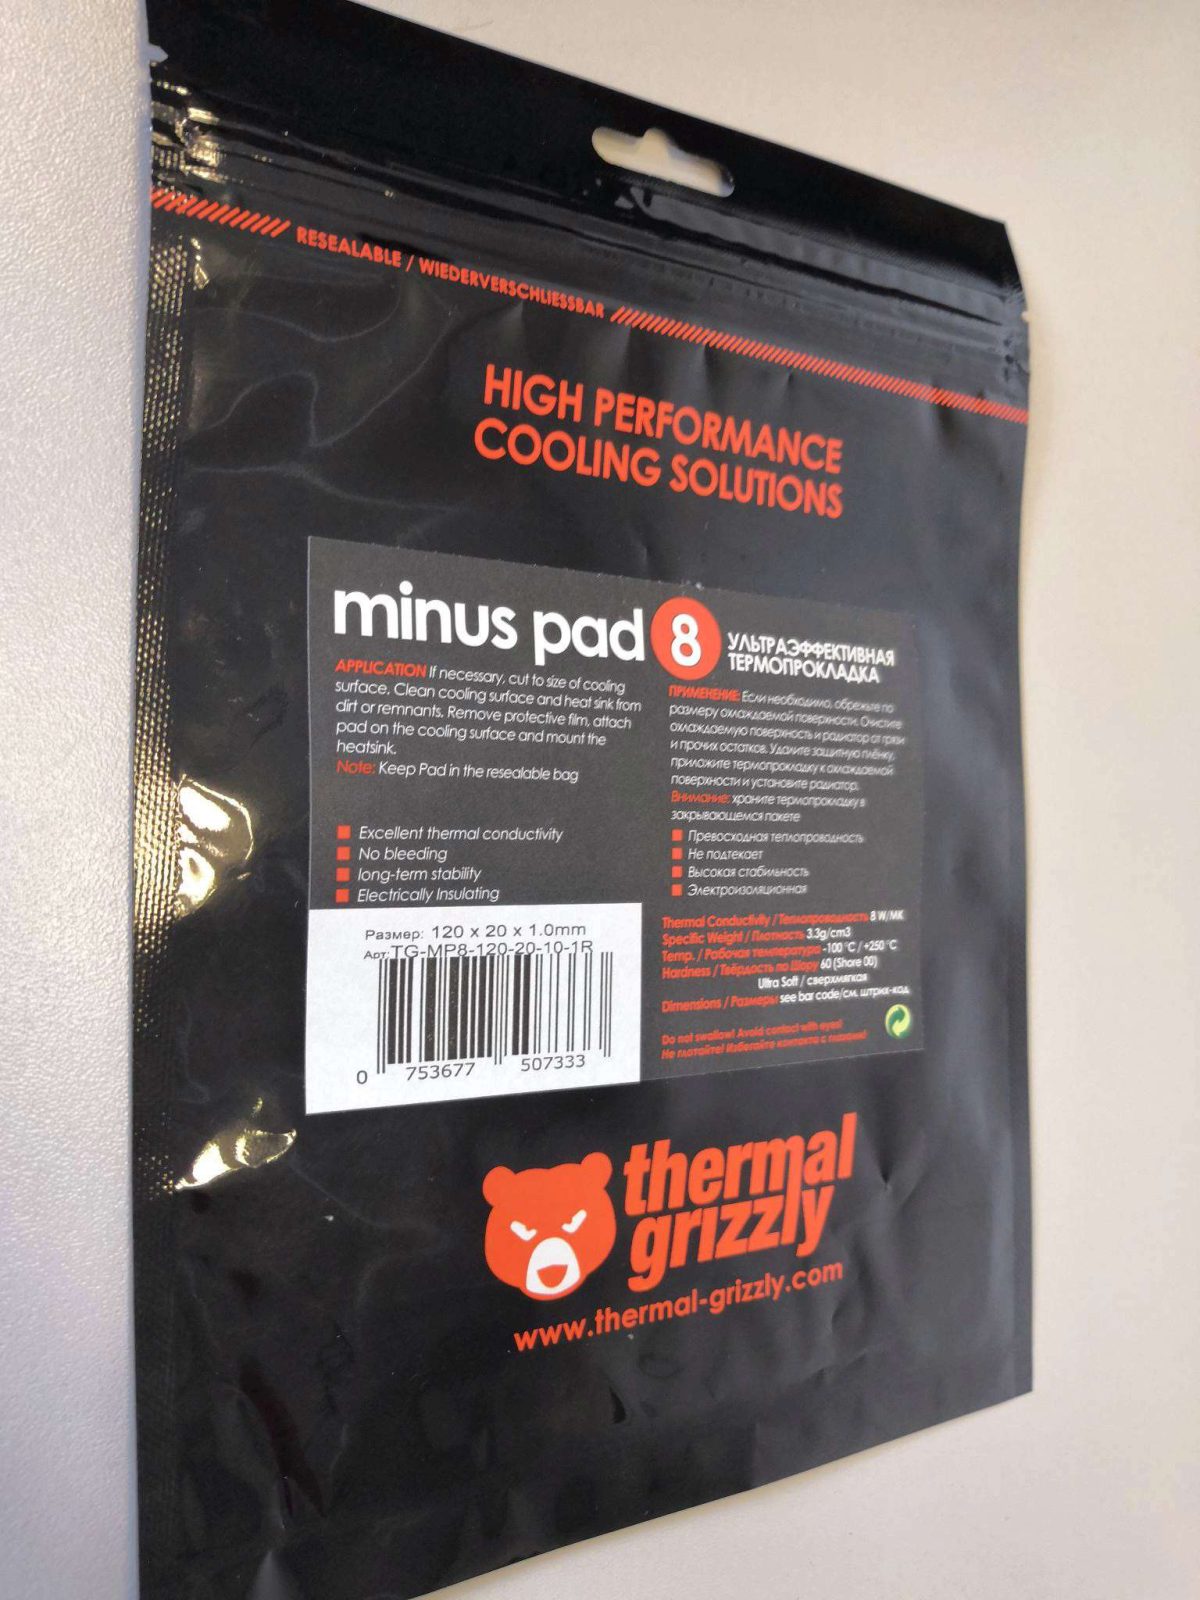 RESEALABLE / WIEDERVERSCHLIESSBAR
HIGH PERFORMANCE
COOLING SOLUTIONS
minus pad 8
УЛЬТРАЭФФЕКТИВНАЯ
ТЕРМОПРОКЛАДКА
APPLICATION If necessary, cut to size of cooling
surface. Clean cooling surface and heat sink from
dirt or remnants. Remove protective film, attach
pad on the cooling surface and mount the
heatsink.
Note: Keep Pad in the resealable bag
Excellent thermal conductivity
No bleeding
long-term stability
Electrically Insulating
ПРИМЕНЕНИЕ: Если необходимо, обрежьте по
размеру охлаждаемой поверхности. Очистите
охлаждаемую поверхность и радиатор от грязи
и прочих остатков. Удалите защитную плёнку,
приложите термопрокладку к охлаждаемой
поверхности и установите радиатор.
Внимание: храните термопрокладку в
закрывающемся пакете
Превосходная теплопроводность
Не подтекает
Высокая стабильность
Электроизоляционная
Размер: 120 x 20 x 1.0mm
Арт: TG-MP8-120-20-10-1R
0 753677 507333
Thermal Conductivity / Теплопроводность 8 W/MK
Specific Weight / Плотность 3.3g/cm3
Temp. / Рабочая температура -100 °C / +250 °C
Hardness / Твёрдость по Шору 60 (Shore 00)
Ultra Soft / сверхмягкая
Dimensions / Размеры see bar code/см. штрих-код
Do not swallow! Avoid contact with eyes!
Не глотайте! Избегайте контакта с глазами!
thermal
grizzly
www.thermal-grizzly.com